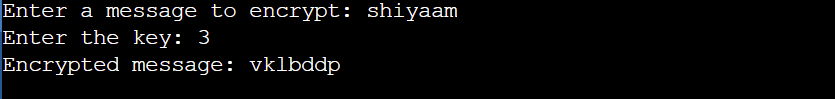 Enter a message to encrypt: shiyaam
Enter the key: 3
Encrypted message: vklbddp